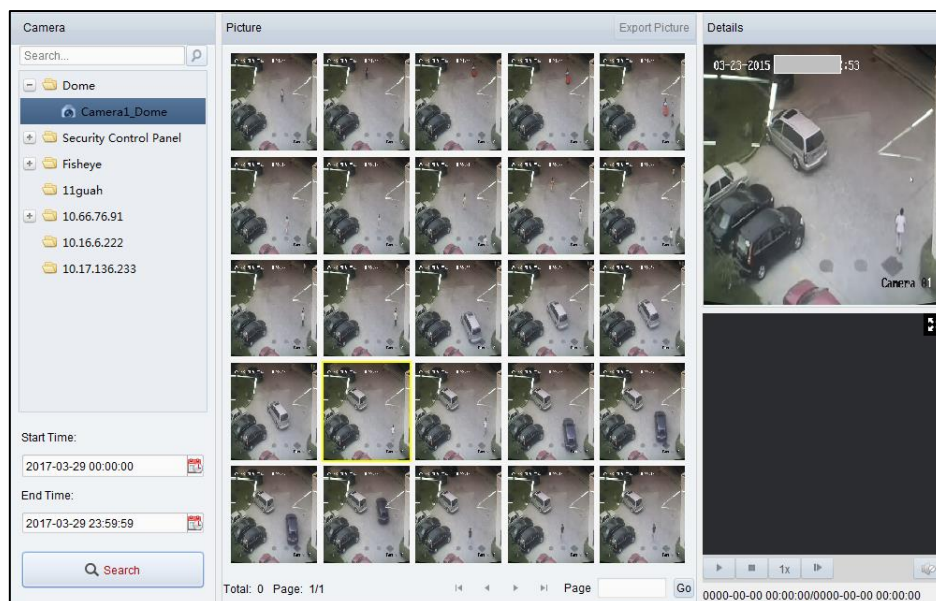 Camera
Search...
Dome
Camera1_Dome
Security Control Panel
Fisheye
11guah
10.66.76.91
10.16.6.222
10.17.136.233
Start Time:
2017-03-29 00:00:00
End Time:
2017-03-29 23:59:59
Search
Picture
Export Picture
Total: 0 Page: 1/1
Page
Go
Details
03-23-2015 :53
Camera 01
1x
0000-00-00 00:00:00/0000-00-00 00:00:00